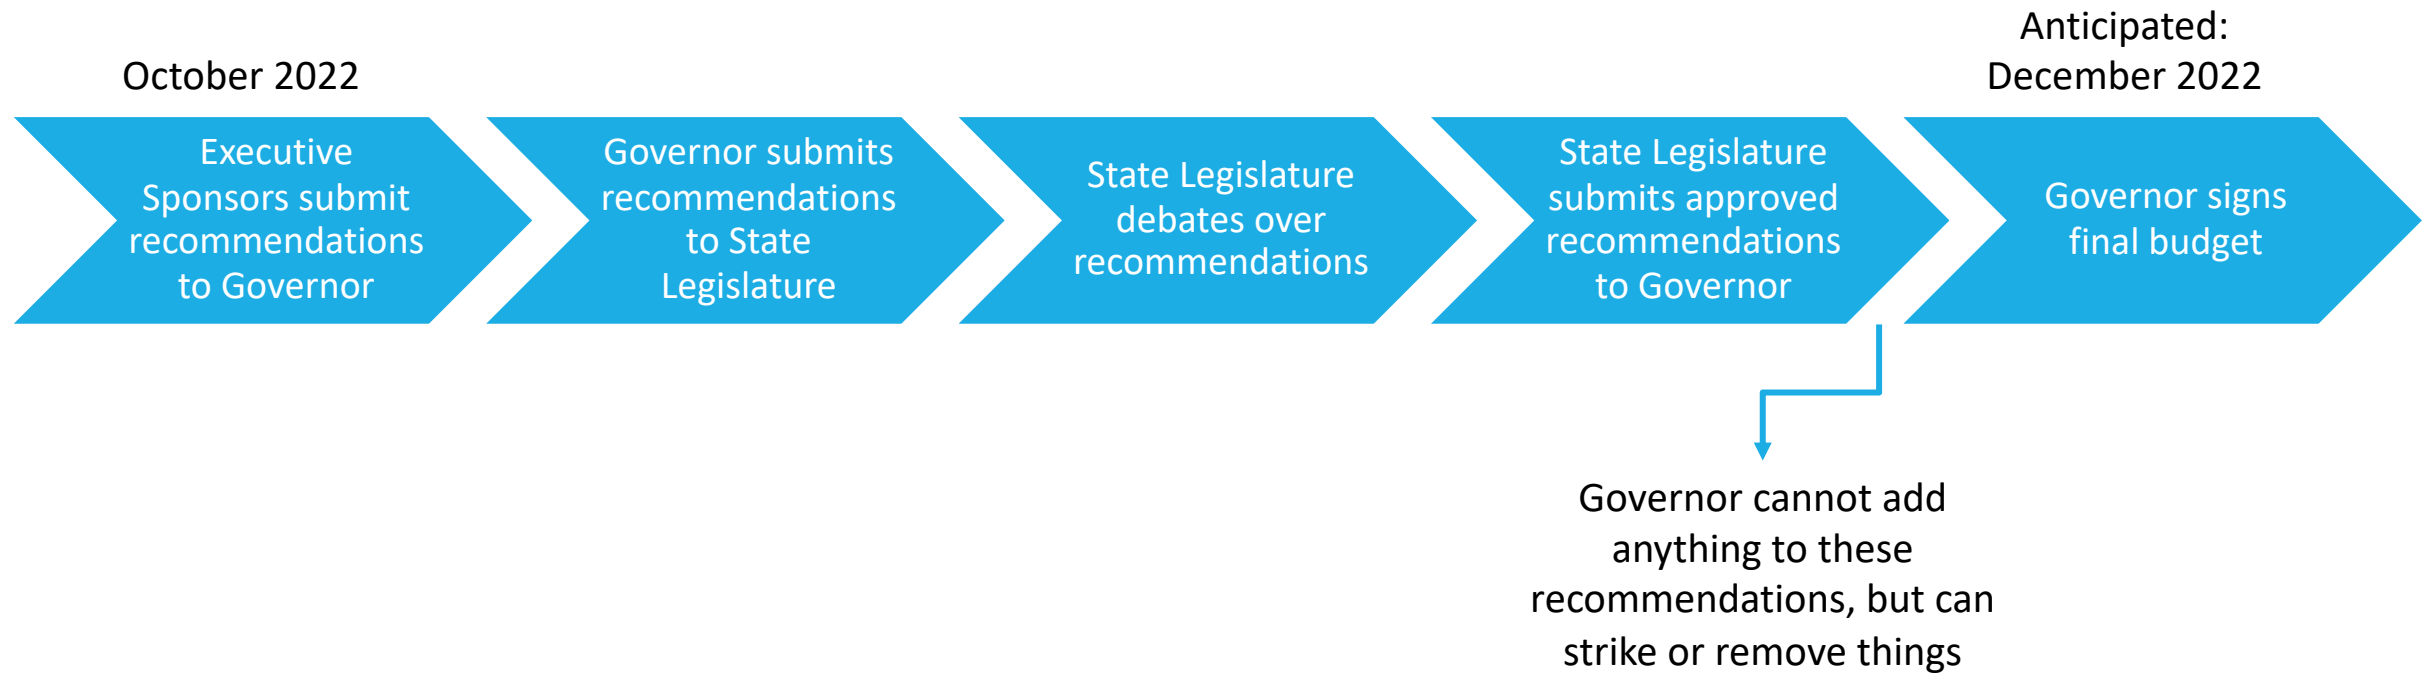 October 2022
Executive
Sponsors submit
recommendations
to Governor
Governor submits
recommendations
to State
Legislature
State Legislature
debates over
recommendations
State Legislature
submits approved
recommendations
to Governor
Anticipated:
December 2022
Governor signs
final budget
Governor cannot add
anything to these
recommendations, but can
strike or remove things